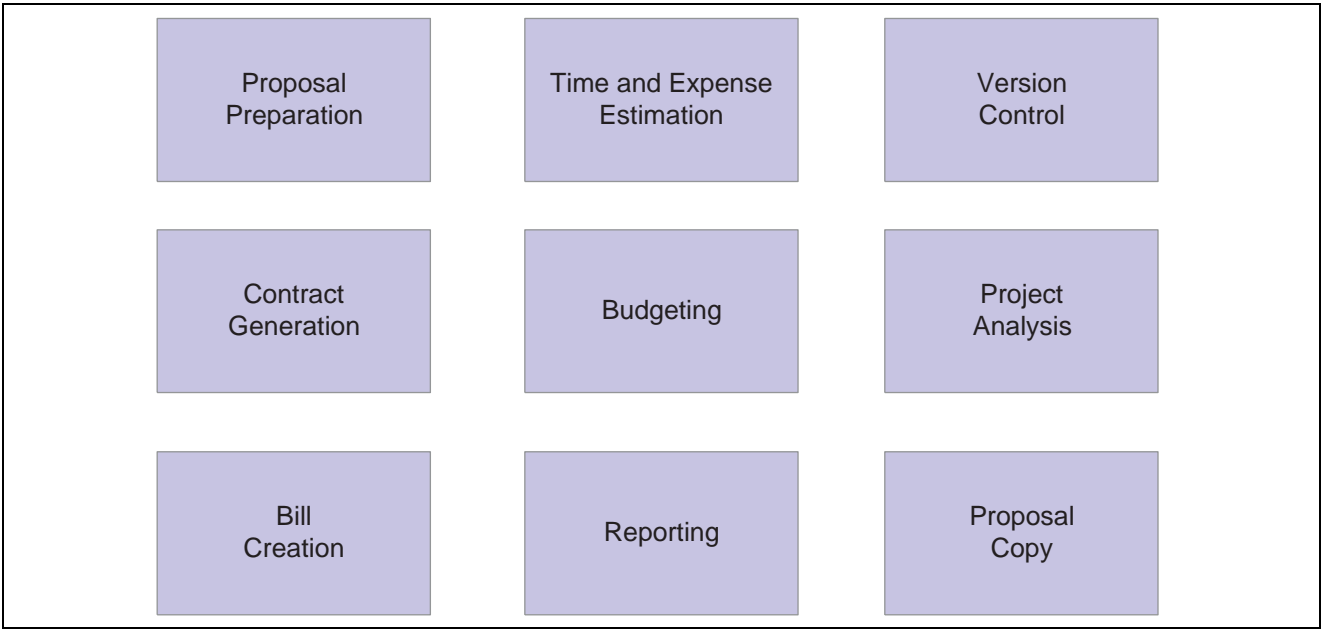 Proposal
Preparation
Time and Expense
Estimation
Version
Control
Contract
Generation
Budgeting
Project
Analysis
Bill
Creation
Reporting
Proposal
Copy